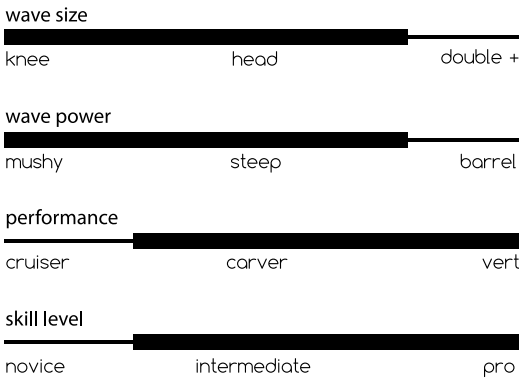 wave size
knee head double +
wave power
mushy steep barrel
performance
cruiser carver vert
skill level
novice intermediate pro